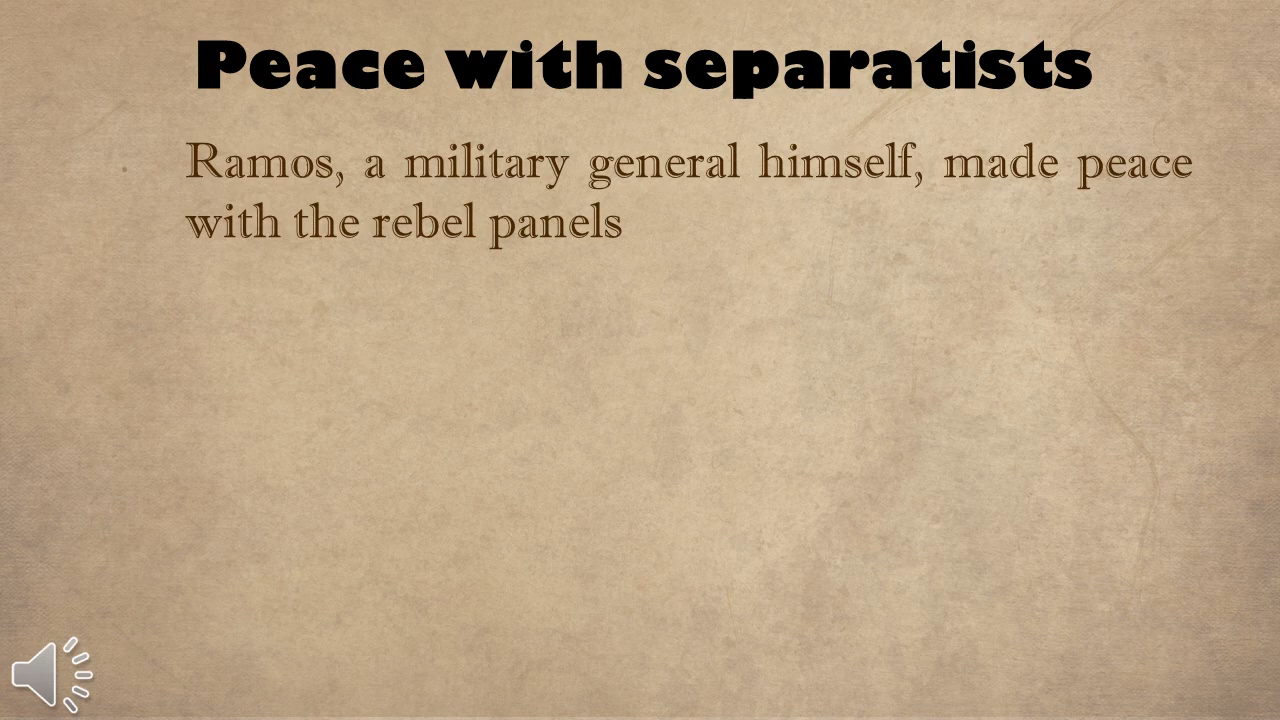 Peace with separatists
• Ramos, a military general himself, made peace
with the rebel panels